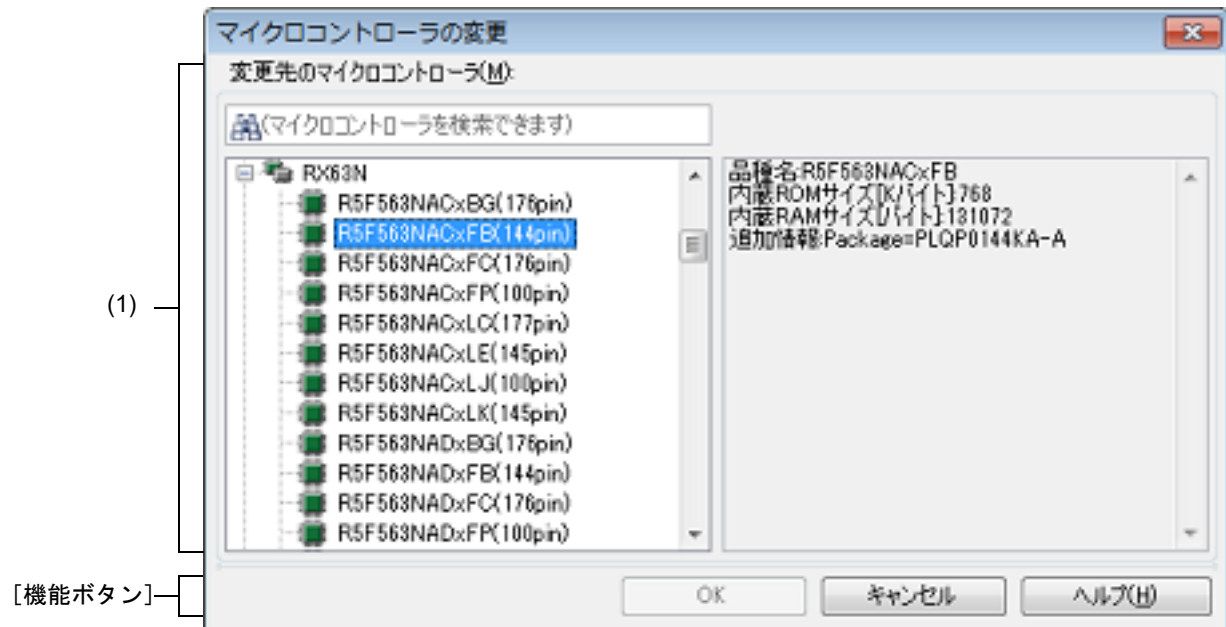 マイクロコントローラの変更
変更先のマイクロコントローラ(M):
(マイクロコントローラを検索できます)
RX63N
R5F563NACxBG(176pin)
R5F563NACxFB(144pin)
R5F563NACxFC(176pin)
R5F563NACxFP(100pin)
R5F563NACxLC(177pin)
R5F563NACxLE(145pin)
R5F563NACxLJ(100pin)
R5F563NACxLK(145pin)
R5F563NADxBG(176pin)
R5F563NADxFB(144pin)
R5F563NADxFC(176pin)
R5F563NADxFP(100pin)
品種名:R5F563NACxFB
内蔵ROMサイズ[Kバイト]:768
内蔵RAMサイズ[バイト]:131072
追加情報:Package=PLQP0144KA-A
(1)
[機能ボタン]
OK
キャンセル
ヘルプ(H)